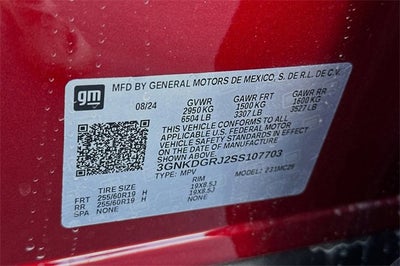 gm
MFD BY GENERAL MOTORS DE MEXICO, S. DE R.L. DE C.V.
08/24 GVWR GAWR FRT GAWR RR
2950 KG 1500 KG 1600 KG
6504 LB 3307 LB 3527 LB
THIS VEHICLE CONFORMS TO ALL
APPLICABLE U.S. FEDERAL MOTOR
VEHICLE SAFETY STANDARDS IN
EFFECT ON THE DATE OF
MANUFACTURE SHOWN ABOVE.
3GNKDGRJ2SS107703
TYPE: MPV MODEL: 231MC26
TIRE SIZE RIM
FRT 255/60R19 H 19X8.5J
RR 255/60R19 H 19X8.5J
SPA NONE NONE